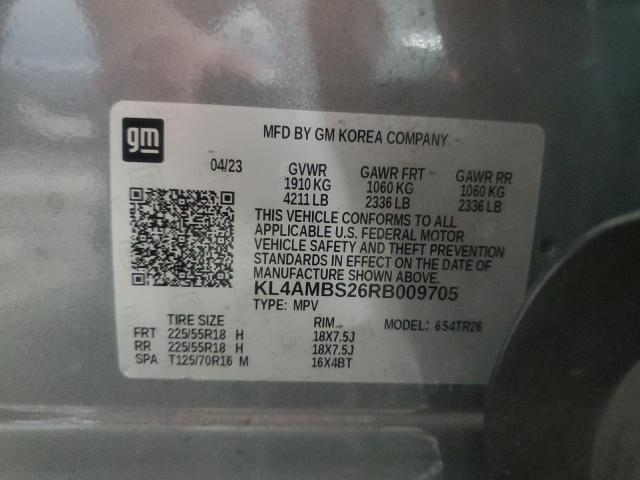 gm
MFD BY GM KOREA COMPANY
04/23 GVWR GAWR FRT GAWR RR
1910 KG 1060 KG 1060 KG
4211 LB 2336 LB 2336 LB
THIS VEHICLE CONFORMS TO ALL
APPLICABLE U.S. FEDERAL MOTOR
VEHICLE SAFETY AND THEFT PREVENTION
STANDARDS IN EFFECT ON THE DATE OF
MANUFACTURE SHOWN ABOVE.
KL4AMBS26RB009705
TYPE: MPV
TIRE SIZE RIM MODEL: 654TR26
FRT 225/55R18 H 18X7.5J
RR 225/55R18 H 18X7.5J
SPA T125/70R16 M 16X4BT